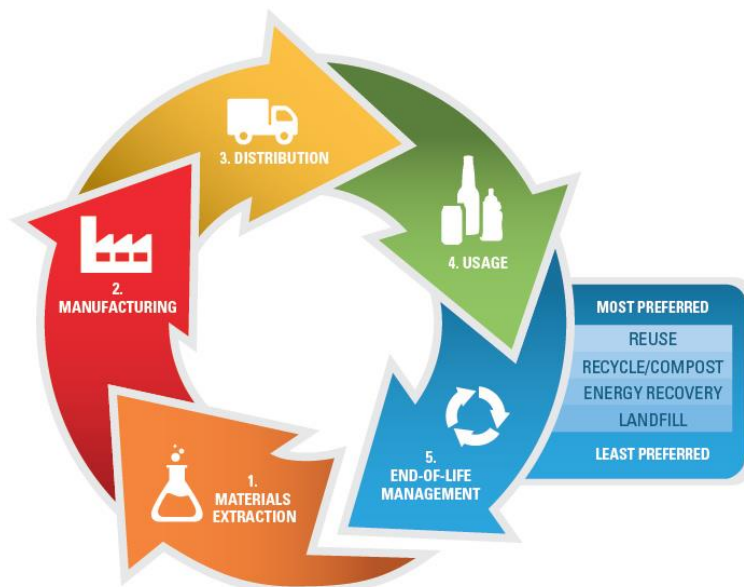 3. DISTRIBUTION
4. USAGE
2.
MANUFACTURING
MOST PREFERRED
REUSE
RECYCLE/COMPOST
ENERGY RECOVERY
LANDFILL
LEAST PREFERRED
5.
END-OF-LIFE
MANAGEMENT
1.
MATERIALS
EXTRACTION